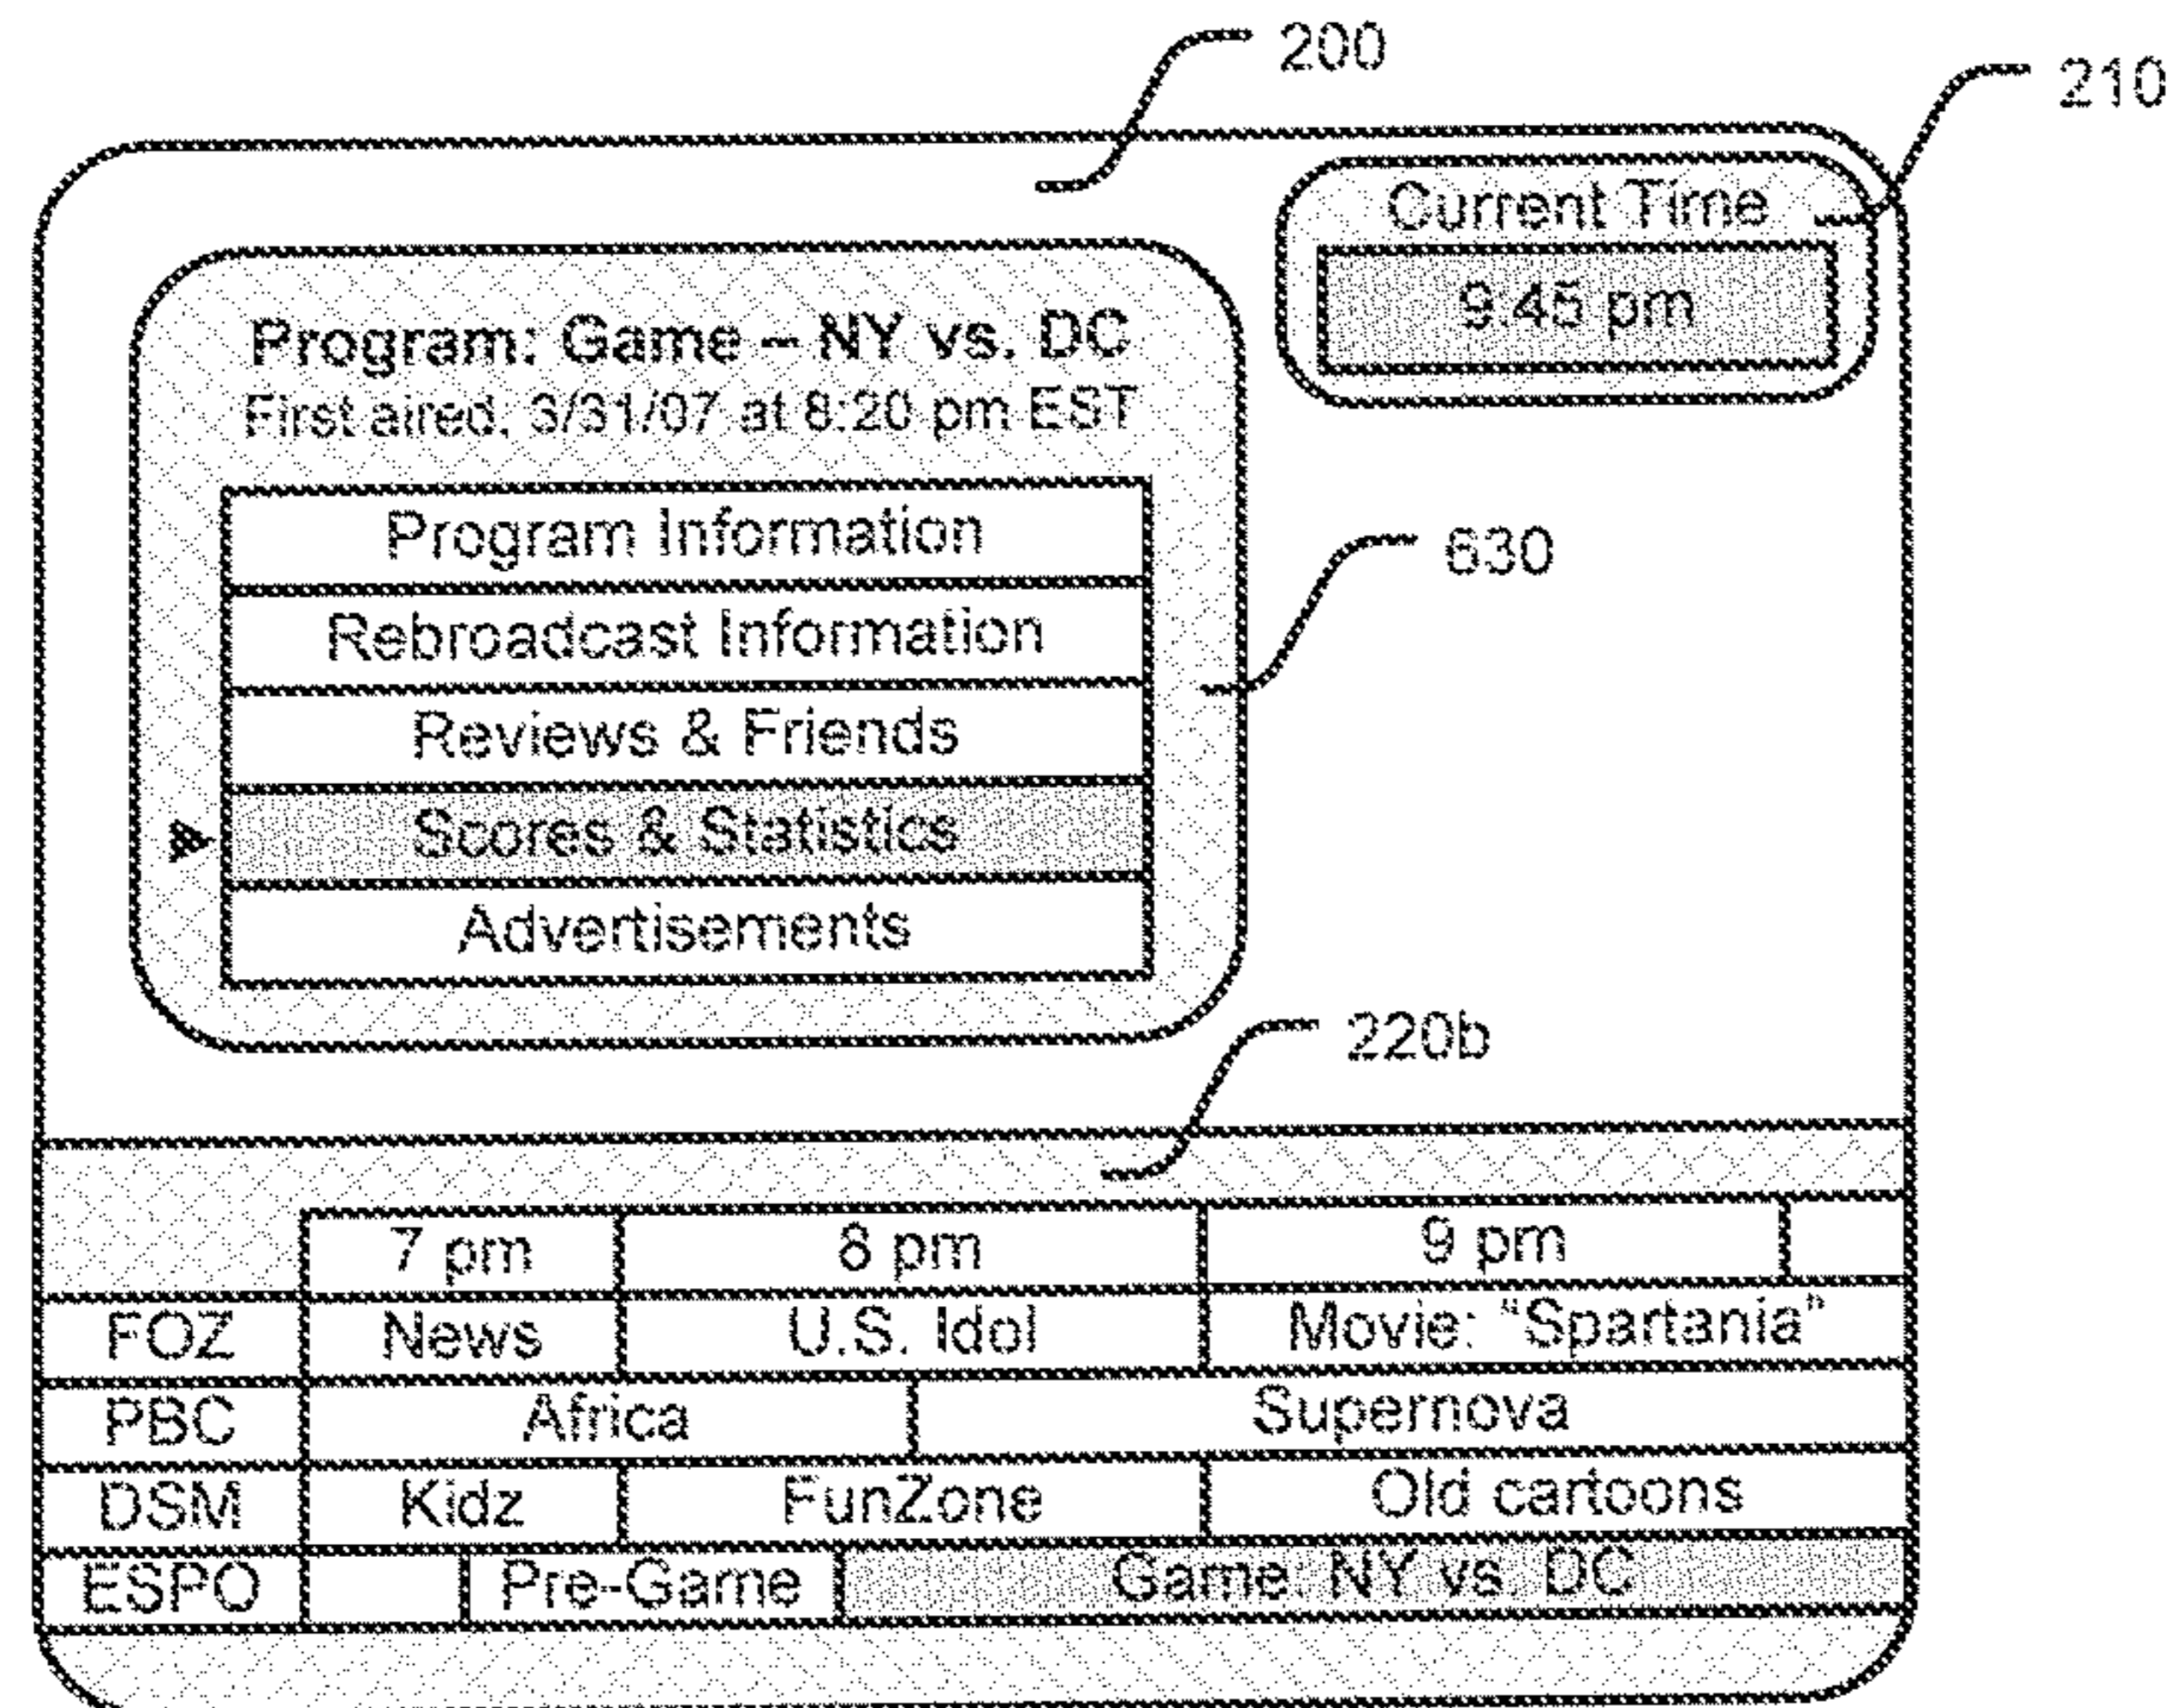 200
210
Current Time
9:45 pm
Program: Game – NY vs. DC
First aired, 3/31/07 at 8:20 pm EST
Program Information
630
Rebroadcast Information
Reviews & Friends
Scores & Statistics
Advertisements
220b
7 pm 8 pm 9 pm
FOZ News U.S. Idol Movie: "Spartania"
PBC Africa Supernova
DSM Kidz FunZone Old cartoons
ESPO Pre-Game Game: NY vs. DC